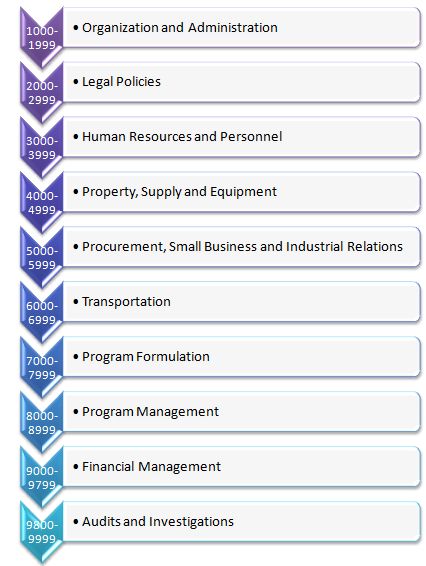 1000-
1999
• Organization and Administration
2000-
2999
• Legal Policies
3000-
3999
• Human Resources and Personnel
4000-
4999
• Property, Supply and Equipment
5000-
5999
• Procurement, Small Business and Industrial Relations
6000-
6999
• Transportation
7000-
7999
• Program Formulation
8000-
8999
• Program Management
9000-
9799
• Financial Management
9800-
9999
• Audits and Investigations